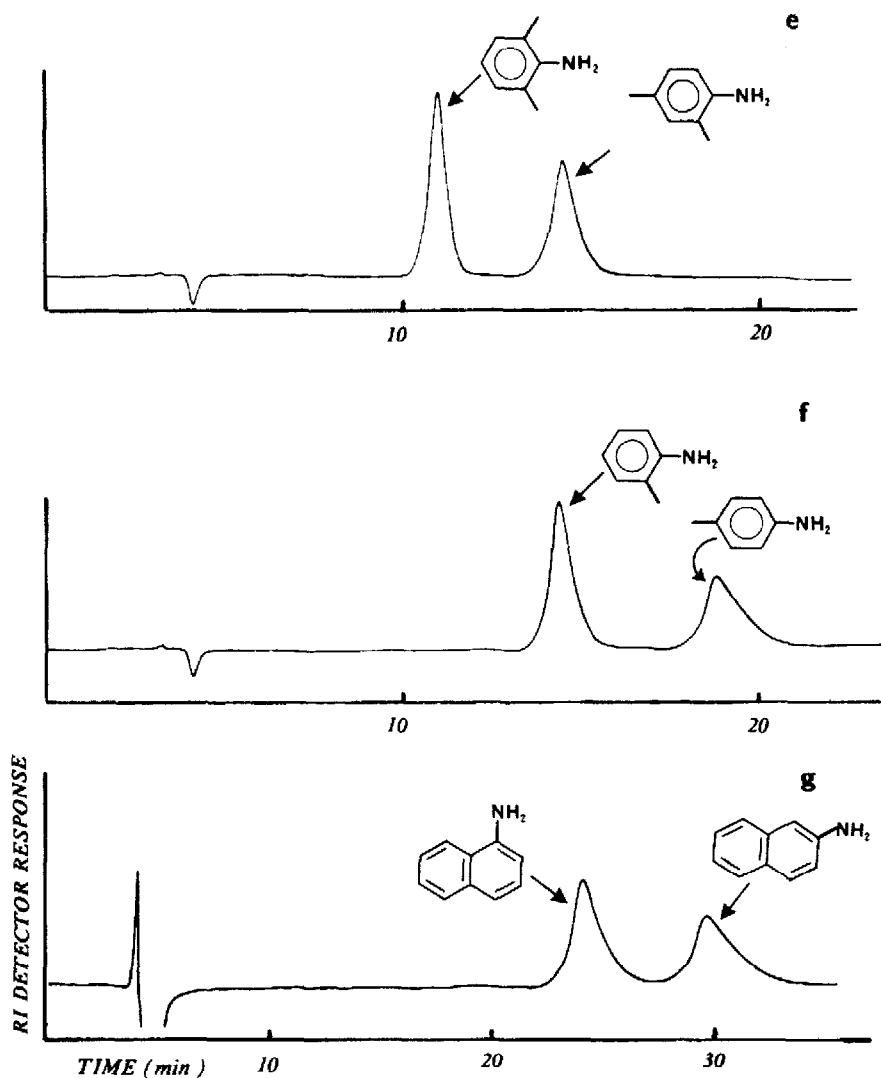 e
NH₂
NH₂
10
20
f
NH₂
NH₂
10
20
g
NH₂
NH₂
RI DETECTOR RESPONSE
10
20
30
TIME (min)